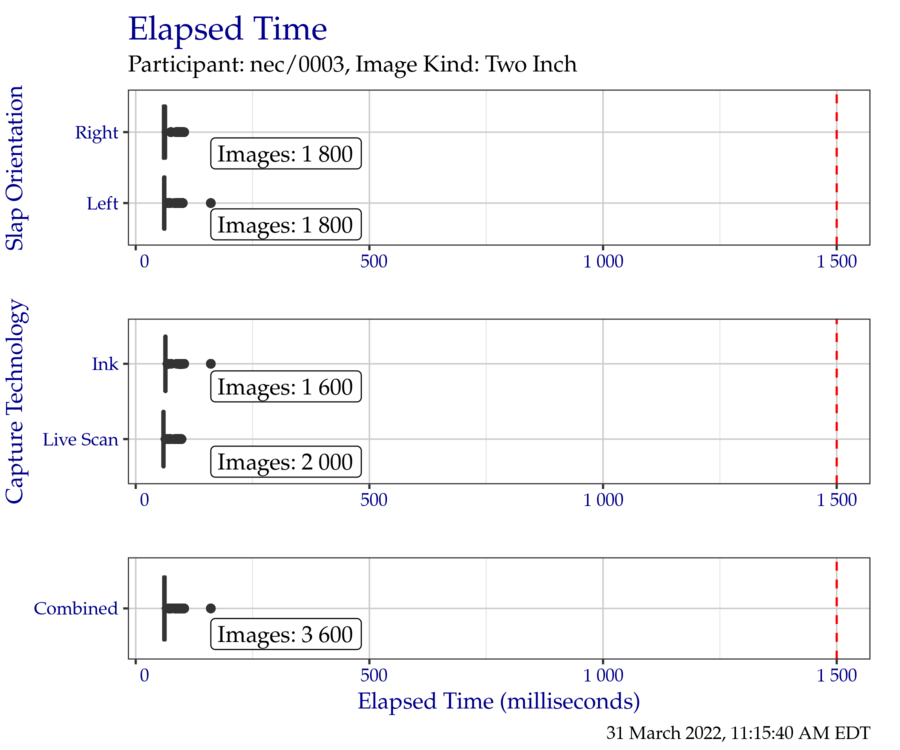 Elapsed Time
Participant: nec/0003, Image Kind: Two Inch
Slap Orientation
Right
Images: 1 800
Left
Images: 1 800
0 500 1 000 1 500
Capture Technology
Ink
Images: 1 600
Live Scan
Images: 2 000
0 500 1 000 1 500
Combined
Images: 3 600
0 500 1 000 1 500
Elapsed Time (milliseconds)
31 March 2022, 11:15:40 AM EDT